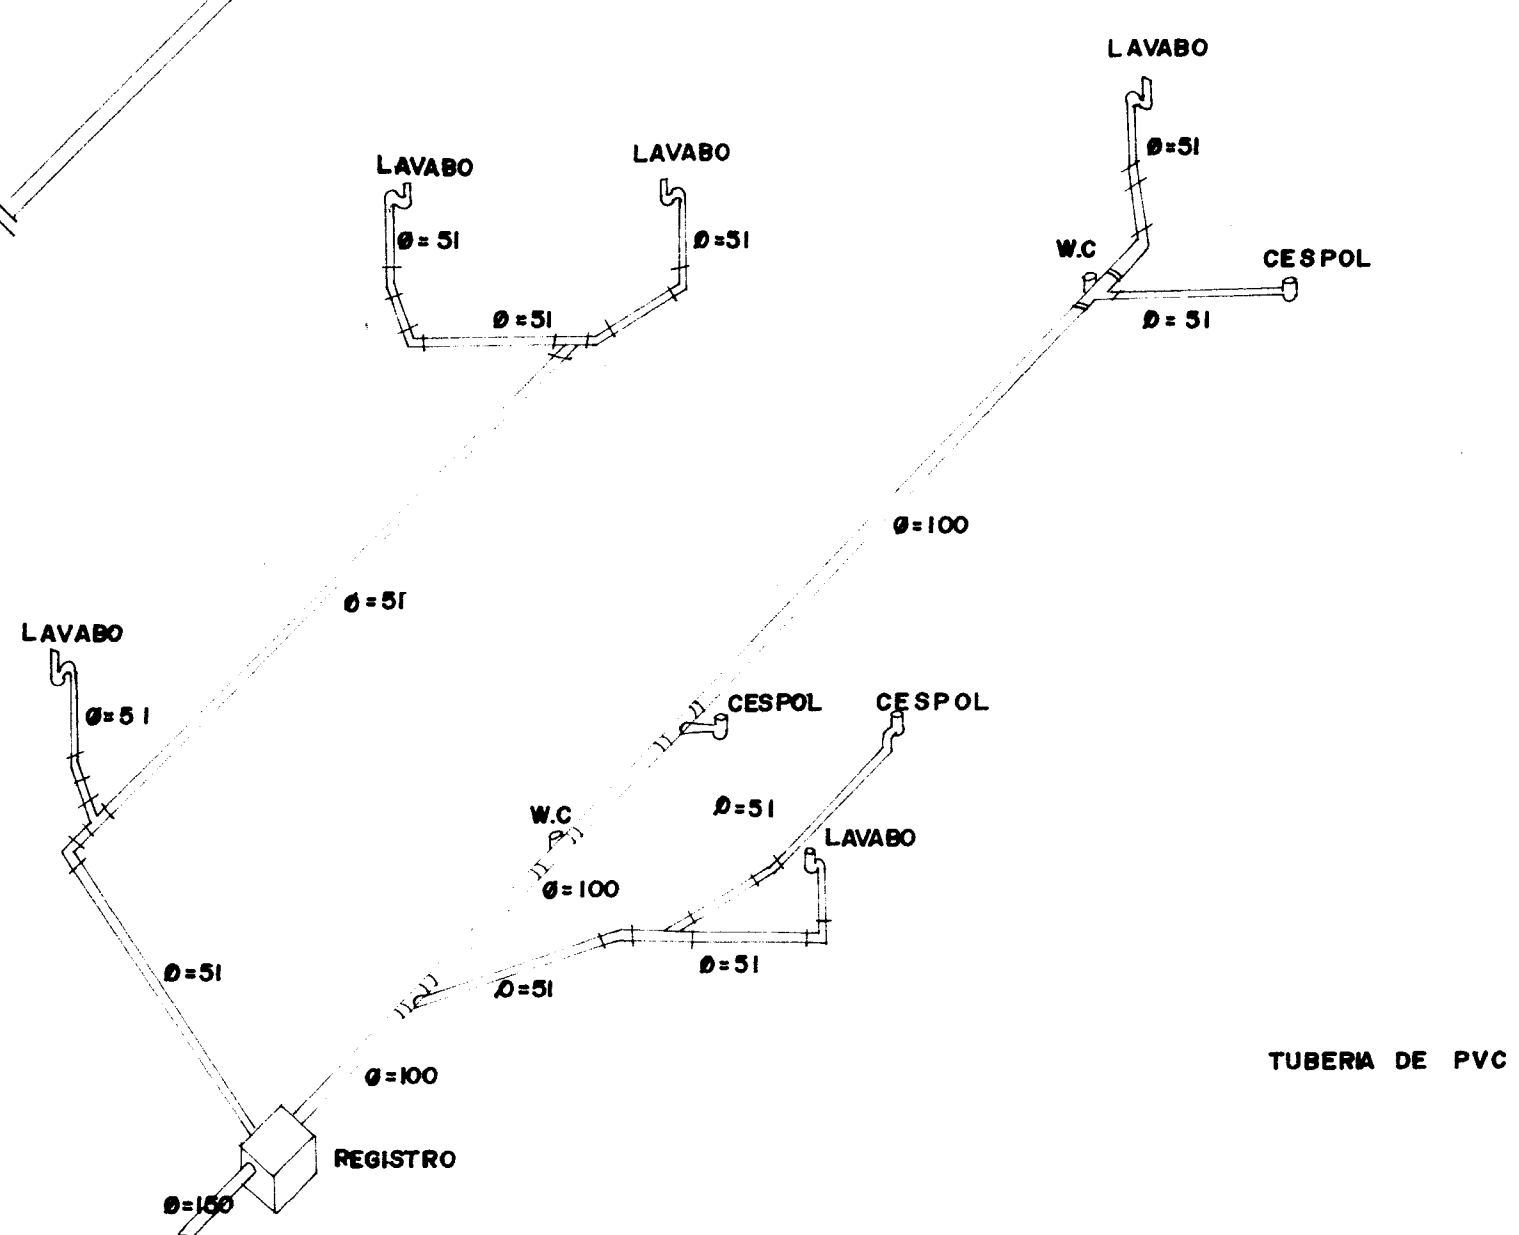 LAVABO
LAVABO
LAVABO
Ø=51
Ø=51
Ø=51
W.C
CESPOL
Ø=51
Ø=51
Ø=100
Ø=51
LAVABO
Ø=51
CESPOL
CESPOL
Ø=51
W.C
LAVABO
Ø=100
Ø=51
Ø=51
Ø=51
Ø=100
TUBERIA DE PVC
REGISTRO
Ø=150